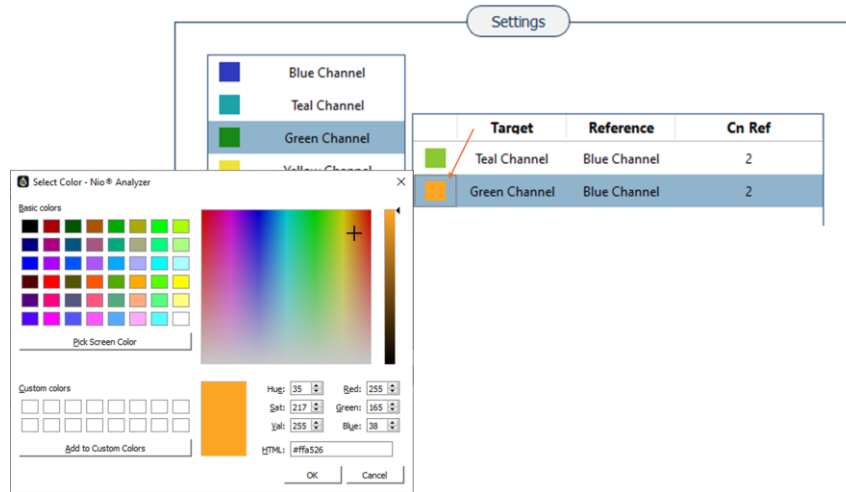 Settings
Blue Channel
Teal Channel
Green Channel
Yellow Channel
Target Reference Cn Ref
Teal Channel Blue Channel 2
Green Channel Blue Channel 2
Select Color - Nio® Analyzer
Basic colors
Pick Screen Color
Custom colors
Add to Custom Colors
Hue: 35 Red: 255
Sat: 217 Green: 165
Val: 255 Blue: 38
HTML: #ffa526
OK Cancel